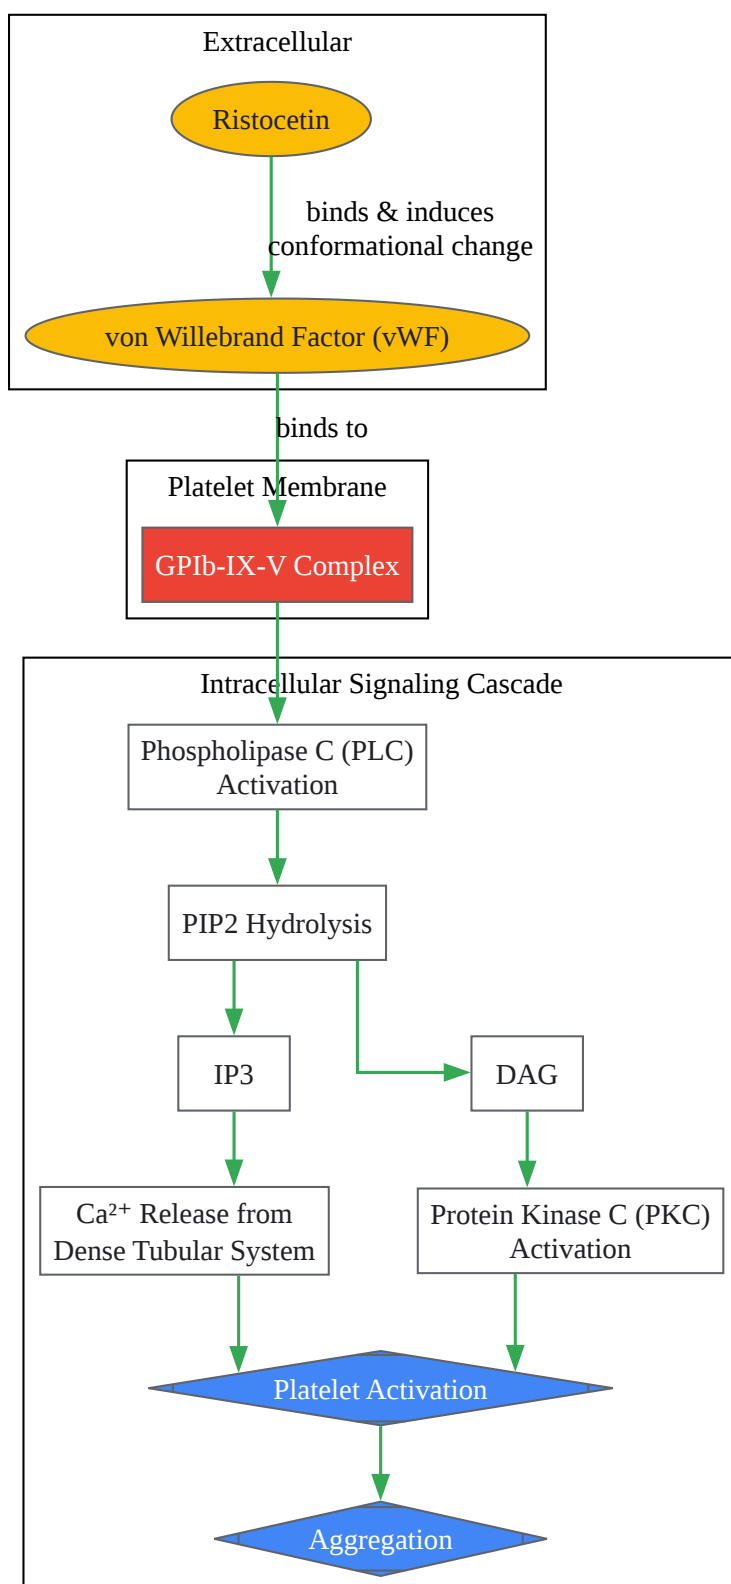 Extracellular
Ristocetin
binds & induces
conformational change
von Willebrand Factor (vWF)
binds to
Platelet Membrane
GPIb-IX-V Complex
Intracellular Signaling Cascade
Phospholipase C (PLC)
Activation
PIP2 Hydrolysis
IP3
DAG
Ca²⁺ Release from
Dense Tubular System
Protein Kinase C (PKC)
Activation
Platelet Activation
Aggregation